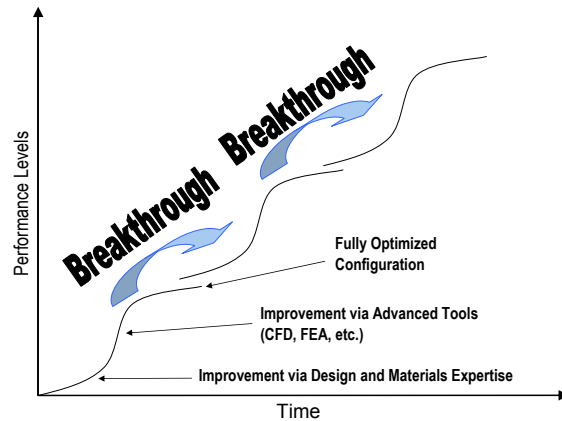 Breakthrough
Breakthrough
Performance Levels
Fully Optimized
Configuration
Improvement via Advanced Tools
(CFD, FEA, etc.)
Improvement via Design and Materials Expertise
Time